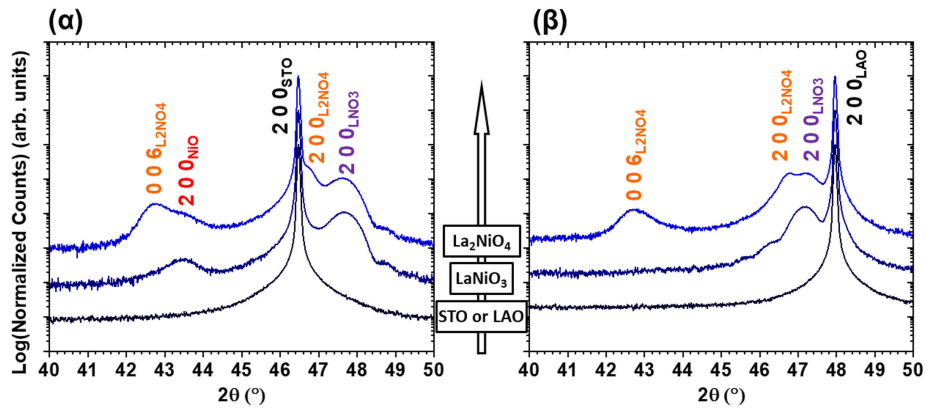 (α)
(β)
Log(Normalized Counts) (arb. units)
0 0 6L2NO4
2 0 0NiO
2 0 0STO
2 0 0L2NO4
2 0 0LNO3
40 41 42 43 44 45 46 47 48 49 50
2θ (°)
La₂NiO₄
LaNiO₃
STO or LAO
0 0 6L2NO4
2 0 0L2NO4
2 0 0LNO3
2 0 0LAO
40 41 42 43 44 45 46 47 48 49 50
2θ (°)